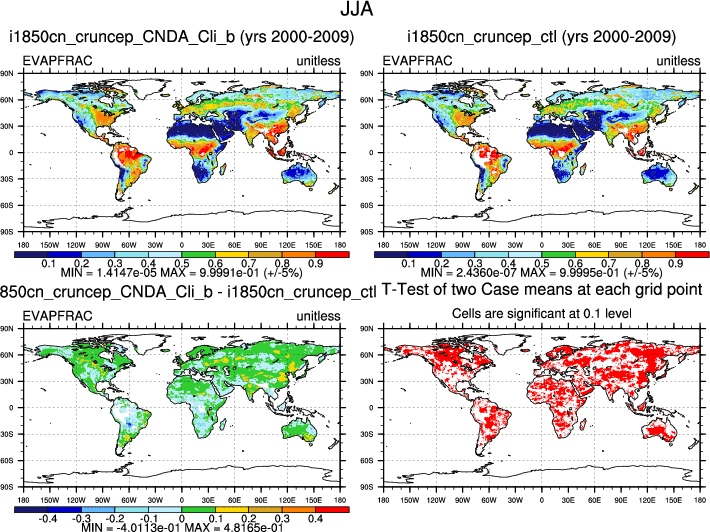 JJA
i1850cn_cruncep_CNDA_Cli_b (yrs 2000-2009)
i1850cn_cruncep_ctl (yrs 2000-2009)
EVAPFRAC unitless
EVAPFRAC unitless
90N 60N 30N 0 30S 60S 90S
180 150W 120W 90W 60W 30W 0 30E 60E 90E 120E 150E 180
90N 60N 30N 0 30S 60S 90S
180 150W 120W 90W 60W 30W 0 30E 60E 90E 120E 150E 180
0.1 0.2 0.3 0.4 0.5 0.6 0.7 0.8 0.9
MIN = 1.4147e-05 MAX = 9.9991e-01 (+/-5%)
0.1 0.2 0.3 0.4 0.5 0.6 0.7 0.8 0.9
MIN = 2.4360e-07 MAX = 9.9995e-01 (+/-5%)
850cn_cruncep_CNDA_Cli_b - i1850cn_cruncep_ctl
T-Test of two Case means at each grid point
EVAPFRAC unitless
Cells are significant at 0.1 level
90N 60N 30N 0 30S 60S 90S
180 150W 120W 90W 60W 30W 0 30E 60E 90E 120E 150E 180
90N 60N 30N 0 30S 60S 90S
180 150W 120W 90W 60W 30W 0 30E 60E 90E 120E 150E 180
-0.4 -0.3 -0.2 -0.1 0 0.1 0.2 0.3 0.4
MIN = -4.0113e-01 MAX = 4.8165e-01